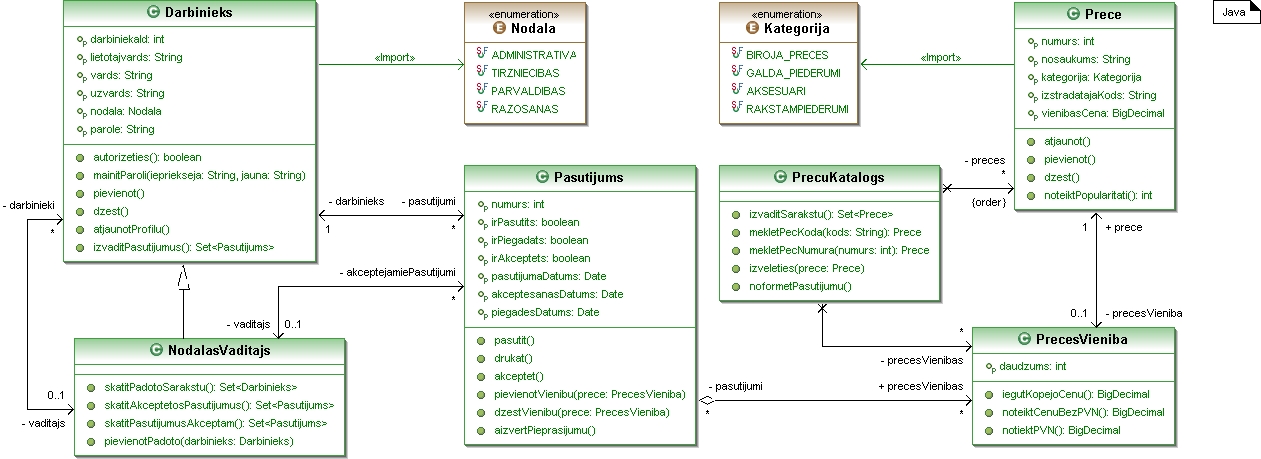 Darbinieks
darbiniekaId: int
lietotajvards: String
vards: String
uzvards: String
nodala: Nodala
parole: String
autorizeties(): boolean
mainitParoli(iepriekseja: String, jauna: String)
pievienot()
dzest()
atjaunotProfilu()
izvaditPasutijumus(): Set<Pasutijums>
«Import»
«enumeration»
Nodala
ADMINISTRATIVA
TIRZNIECIBAS
PARVALDIBAS
RAZOSANAS
«enumeration»
Kategorija
BIROJA_PRECES
GALDA_PIEDERUMI
AKSESUARI
RAKSTAMPIEDERUMI
«Import»
Prece
numurs: int
nosaukums: String
kategorija: Kategorija
izstradatajaKods: String
vienibasCena: BigDecimal
atjaunot()
pievienot()
dzest()
noteiktPopularitati(): int
Java
- darbinieki
*
- darbinieks
1
- pasutijumi
*
- akceptejamiePasutijumi
*
- vaditajs
0..1
0..1
- vaditajs
NodalasVaditajs
skatitPadotoSarakstu(): Set<Darbinieks>
skatitAkceptetosPasutijumus(): Set<Pasutijums>
skatitPasutijumusAkceptam(): Set<Pasutijums>
pievienotPadoto(darbinieks: Darbinieks)
Pasutijums
numurs: int
irPasutits: boolean
irPiegadats: boolean
irAkceptets: boolean
pasutijumaDatums: Date
akceptesanasDatums: Date
piegadesDatums: Date
pasutit()
drukat()
akceptet()
pievienotVienibu(prece: PrecesVieniba)
dzestVienibu(prece: PrecesVieniba)
aizvertPieprasijumu()
PrecuKatalogs
izvaditSarakstu(): Set<Prece>
mekletPecKoda(kods: String): Prece
mekletPecNumura(numurs: int): Prece
izveleties(prece: Prece)
noformetPasutijumu()
- preces
*
{order}
1
+ prece
0..1
- precesVieniba
*
- precesVienibas
- pasutijumi
*
+ precesVienibas
*
PrecesVieniba
daudzums: int
iegutKopejoCenu(): BigDecimal
noteiktCenuBezPVN(): BigDecimal
notiektPVN(): BigDecimal